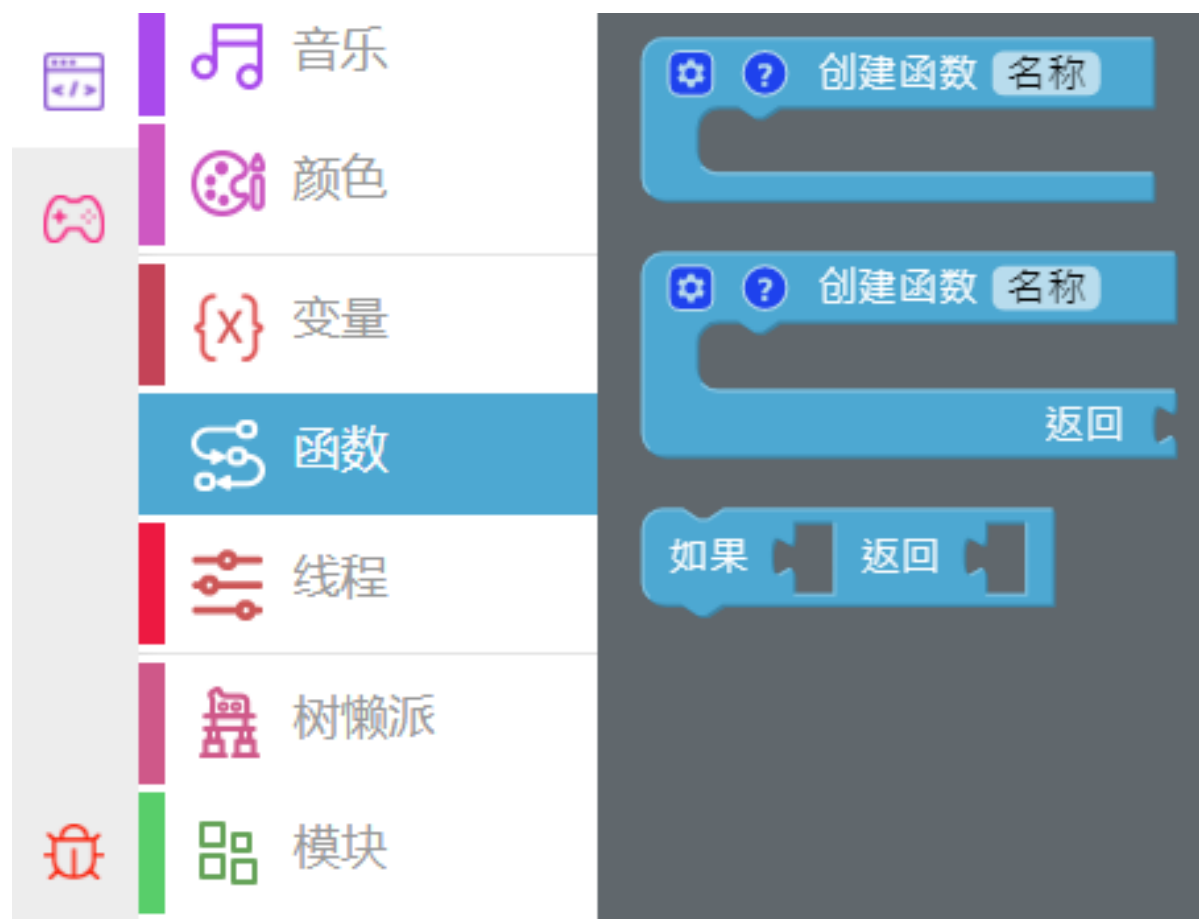 音乐
颜色
变量
函数
线程
树懒派
模块
创建函数 名称
创建函数 名称
返回
如果 返回